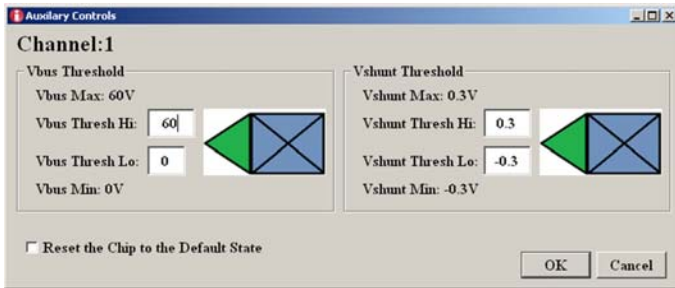 Auxilary Controls
Channel:1
Vbus Threshold
Vbus Max: 60V
Vbus Thresh Hi: 60
Vbus Thresh Lo: 0
Vbus Min: 0V
Vshunt Threshold
Vshunt Max: 0.3V
Vshunt Thresh Hi: 0.3
Vshunt Thresh Lo: -0.3
Vshunt Min: -0.3V
Reset the Chip to the Default State
OK Cancel